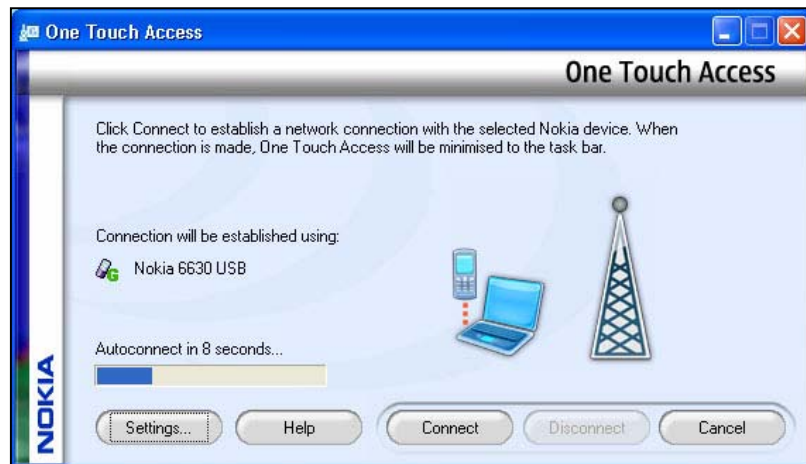 One Touch Access
One Touch Access
Click Connect to establish a network connection with the selected Nokia device. When
the connection is made, One Touch Access will be minimised to the task bar.
Connection will be established using:
G
Nokia 6630 USB
Autoconnect in 8 seconds...
NOKIA
Settings...
Help
Connect
Disconnect
Cancel